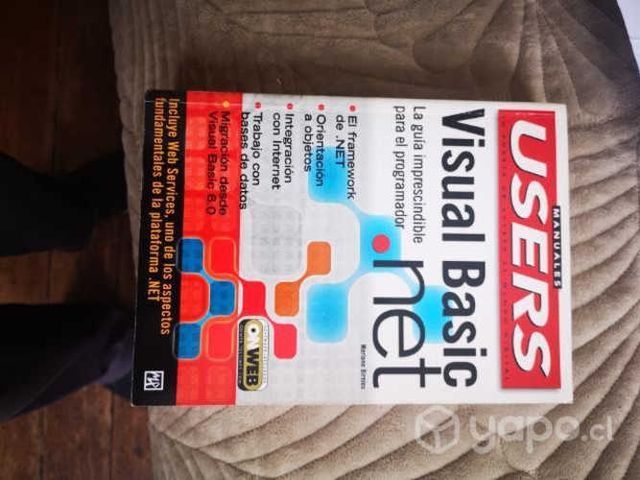 MANUALES
USERS
Visual Basic
.net
La guía imprescindible
para el programador
• El framework
de .NET
• Orientación
a objetos
• Integración
con Internet
• Trabajo con
bases de datos
• Migración desde
Visual Basic 6.0
ONWEB
Incluye Web Services, uno de los aspectos
fundamentales de la plataforma .NET
MP
yapo.cl